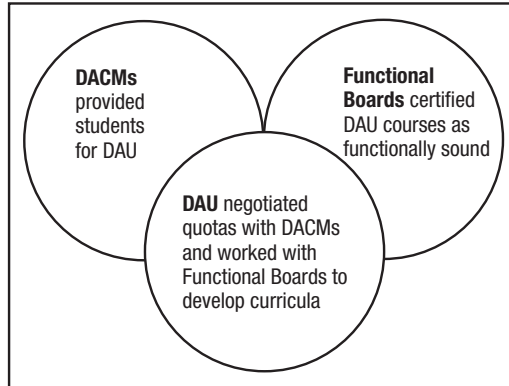 DACMs
provided
students
for DAU
Functional
Boards certified
DAU courses as
functionally sound
DAU negotiated
quotas with DACMs
and worked with
Functional Boards to
develop curricula